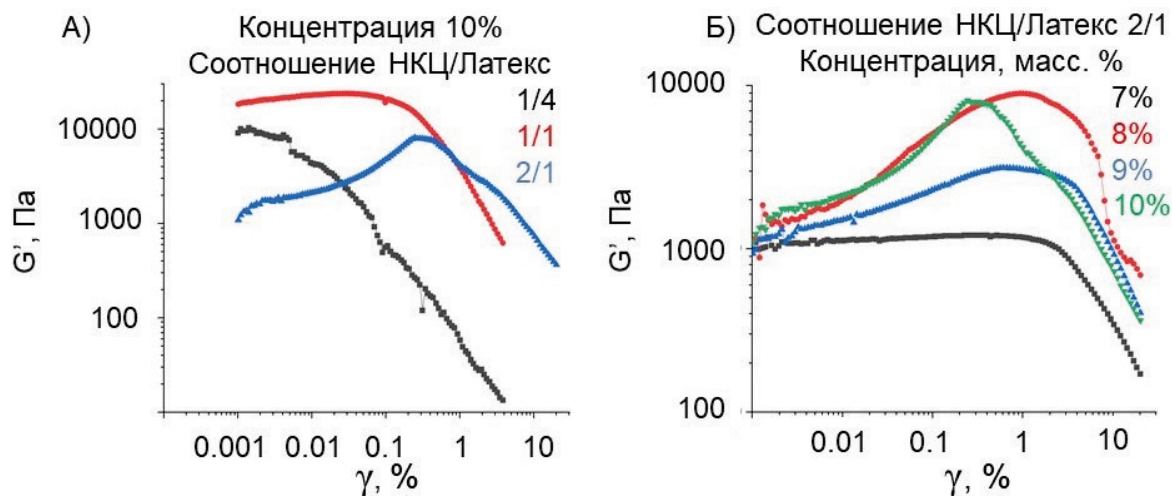 А)
Концентрация 10%
Соотношение НКЦ/Латекс
1/4
1/1
2/1
10000
1000
100
G’, Па
0.001
0.01
0.1
1
10
γ, %
Б)
Соотношение НКЦ/Латекс 2/1
Концентрация, масс. %
7%
8%
9%
10%
10000
1000
100
G’, Па
0.01
0.1
1
10
γ, %